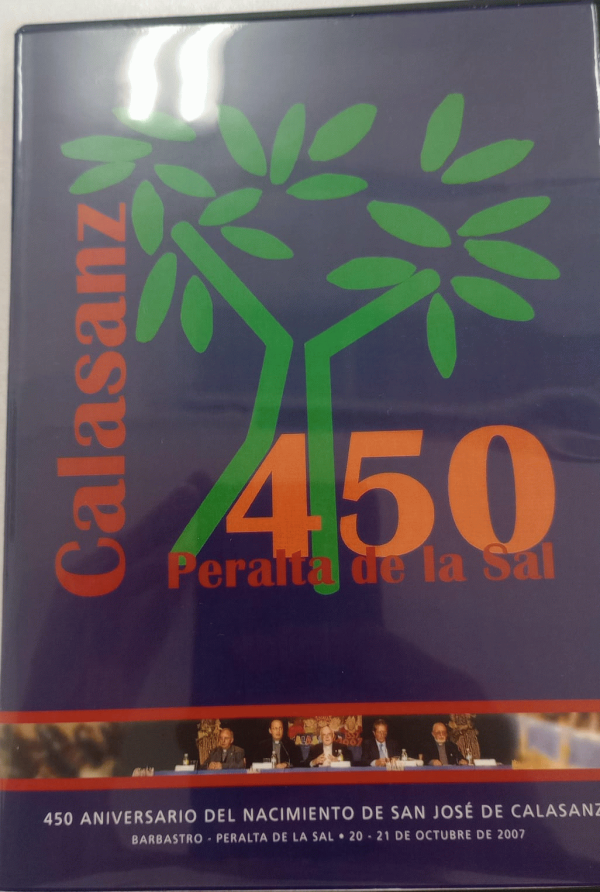 Calasanz
450
Peralta de la Sal
450 ANIVERSARIO DEL NACIMIENTO DE SAN JOSÉ DE CALASANZ
BARBASTRO - PERALTA DE LA SAL • 20 - 21 DE OCTUBRE DE 2007